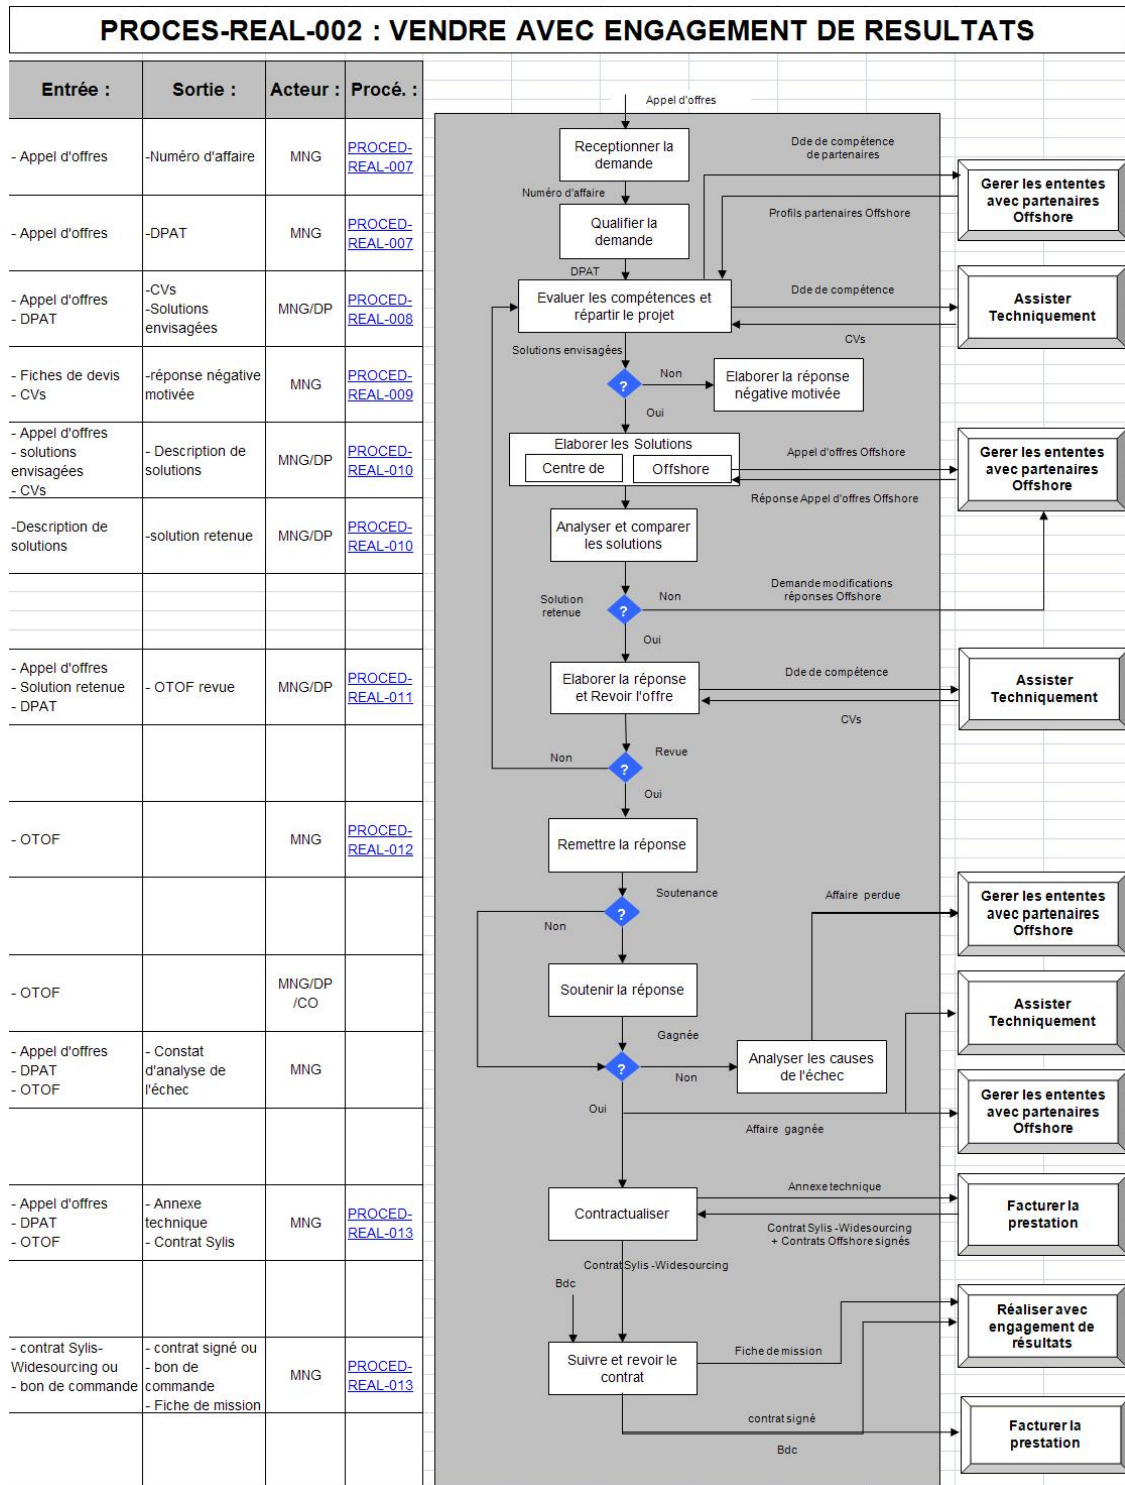 PROCES-REAL-002 : VENDRE AVEC ENGAGEMENT DE RESULTATS
Entrée :
Sortie :
Acteur :
Procé. :
- Appel d'offres
-Numéro d'affaire
MNG
PROCED-
REAL-007
- Appel d'offres
-DPAT
MNG
PROCED-
REAL-007
- Appel d'offres
- DPAT
-CVs
-Solutions
envisagées
MNG/DP
PROCED-
REAL-008
- Fiches de devis
- CVs
-réponse négative
motivée
MNG
PROCED-
REAL-009
- Appel d'offres
- solutions
envisagées
- CVs
- Description de
solutions
MNG/DP
PROCED-
REAL-010
-Description de
solutions
-solution retenue
MNG/DP
PROCED-
REAL-010
- Appel d'offres
- Solution retenue
- DPAT
- OTOF revue
MNG/DP
PROCED-
REAL-011
- OTOF
MNG
PROCED-
REAL-012
- OTOF
MNG/DP
/CO
- Appel d'offres
- DPAT
- OTOF
- Constat
d'analyse de
l'échec
MNG
- Appel d'offres
- DPAT
- OTOF
- Annexe
technique
- Contrat Sylis
MNG
PROCED-
REAL-013
- contrat Sylis-
Widesourcing ou
- bon de commande
- contrat signé ou
- bon de
commande
- Fiche de mission
MNG
PROCED-
REAL-013
Appel d'offres
Receptionner la
demande
Numéro d'affaire
Qualifier la
demande
DPAT
Dde de compétence
de partenaires
Profils partenaires Offshore
Gerer les ententes
avec partenaires
Offshore
Evaluer les compétences et
répartir le projet
Dde de compétence
CVs
Assister
Techniquement
Solutions envisagées
?
Non
Elaborer la réponse
négative motivée
Oui
Elaborer les Solutions
Centre de
Offshore
Appel d'offres Offshore
Réponse Appel d'offres Offshore
Gerer les ententes
avec partenaires
Offshore
Analyser et comparer
les solutions
Solution
retenue
?
Non
Demande modifications
réponses Offshore
Oui
Elaborer la réponse
et Revoir l'offre
Dde de compétence
CVs
Assister
Techniquement
Revue
Non
?
Oui
Remettre la réponse
Soutenance
?
Non
Affaire perdue
Gerer les ententes
avec partenaires
Offshore
Soutenir la réponse
Assister
Techniquement
Gagnée
?
Non
Analyser les causes
de l'échec
Oui
Affaire gagnée
Gerer les ententes
avec partenaires
Offshore
Contractualiser
Annexe technique
Contrat Sylis -Widesourcing
+ Contrats Offshore signés
Facturer la
prestation
Contrat Sylis -Widesourcing
Bdc
Suivre et revoir le
contrat
Fiche de mission
Réaliser avec
engagement de
résultats
contrat signé
Bdc
Facturer la
prestation